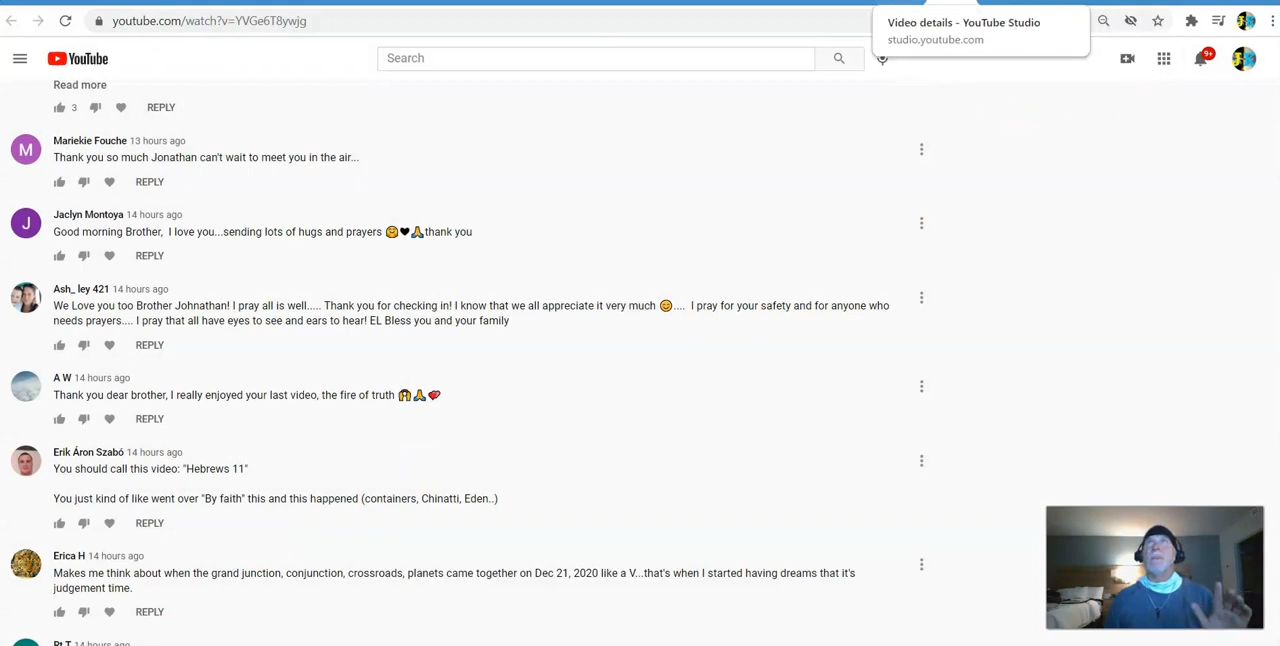 youtube.com/watch?v=YVGe6T8ywjg
Video details - YouTube Studio
studio.youtube.com
YouTube
Search
9+
Read more
3 REPLY
Mariekie Fouche 13 hours ago
Thank you so much Jonathan can't wait to meet you in the air...
REPLY
Jaclyn Montoya 14 hours ago
Good morning Brother, I love you...sending lots of hugs and prayers 🤗🖤🙏thank you
REPLY
Ash_ ley 421 14 hours ago
We Love you too Brother Johnathan! I pray all is well..... Thank you for checking in! I know that we all appreciate it very much 😊.... I pray for your safety and for anyone who
needs prayers.... I pray that all have eyes to see and ears to hear! EL Bless you and your family
REPLY
A W 14 hours ago
Thank you dear brother, I really enjoyed your last video, the fire of truth
REPLY
Erik Áron Szabó 14 hours ago
You should call this video: "Hebrews 11"
You just kind of like went over "By faith" this and this happened (containers, Chinatti, Eden..)
REPLY
Erica H 14 hours ago
Makes me think about when the grand junction, conjunction, crossroads, planets came together on Dec 21, 2020 like a V...that's when I started having dreams that it's
judgement time.
REPLY
Rt T 14 hours ago
M
J